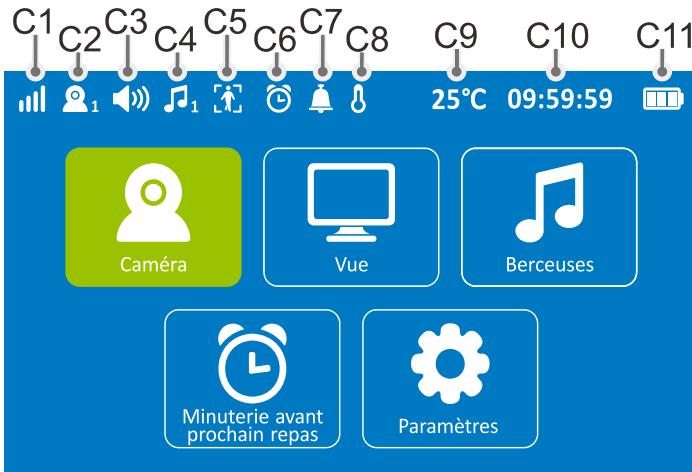 C1 C2 C3 C4 C5 C6 C7 C8 C9 C10 C11
1 1 25°C 09:59:59
Caméra Vue Berceuses
Minuterie avant
prochain repas
Paramètres